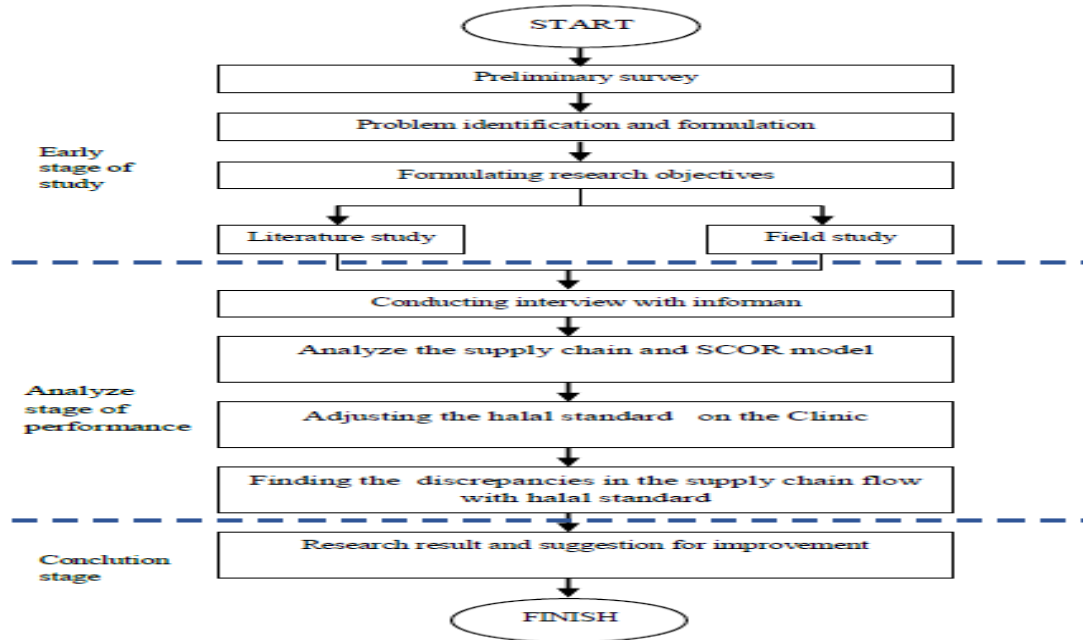 START
Preliminary survey
Problem identification and formulation
Early
stage of
study
Formulating research objectives
Literature study
Field study
Conducting interview with informan
Analyze the supply chain and SCOR model
Analyze
stage of
performance
Adjusting the halal standard on the Clinic
Finding the discrepancies in the supply chain flow
with halal standard
Research result and suggestion for improvement
Conclution
stage
FINISH